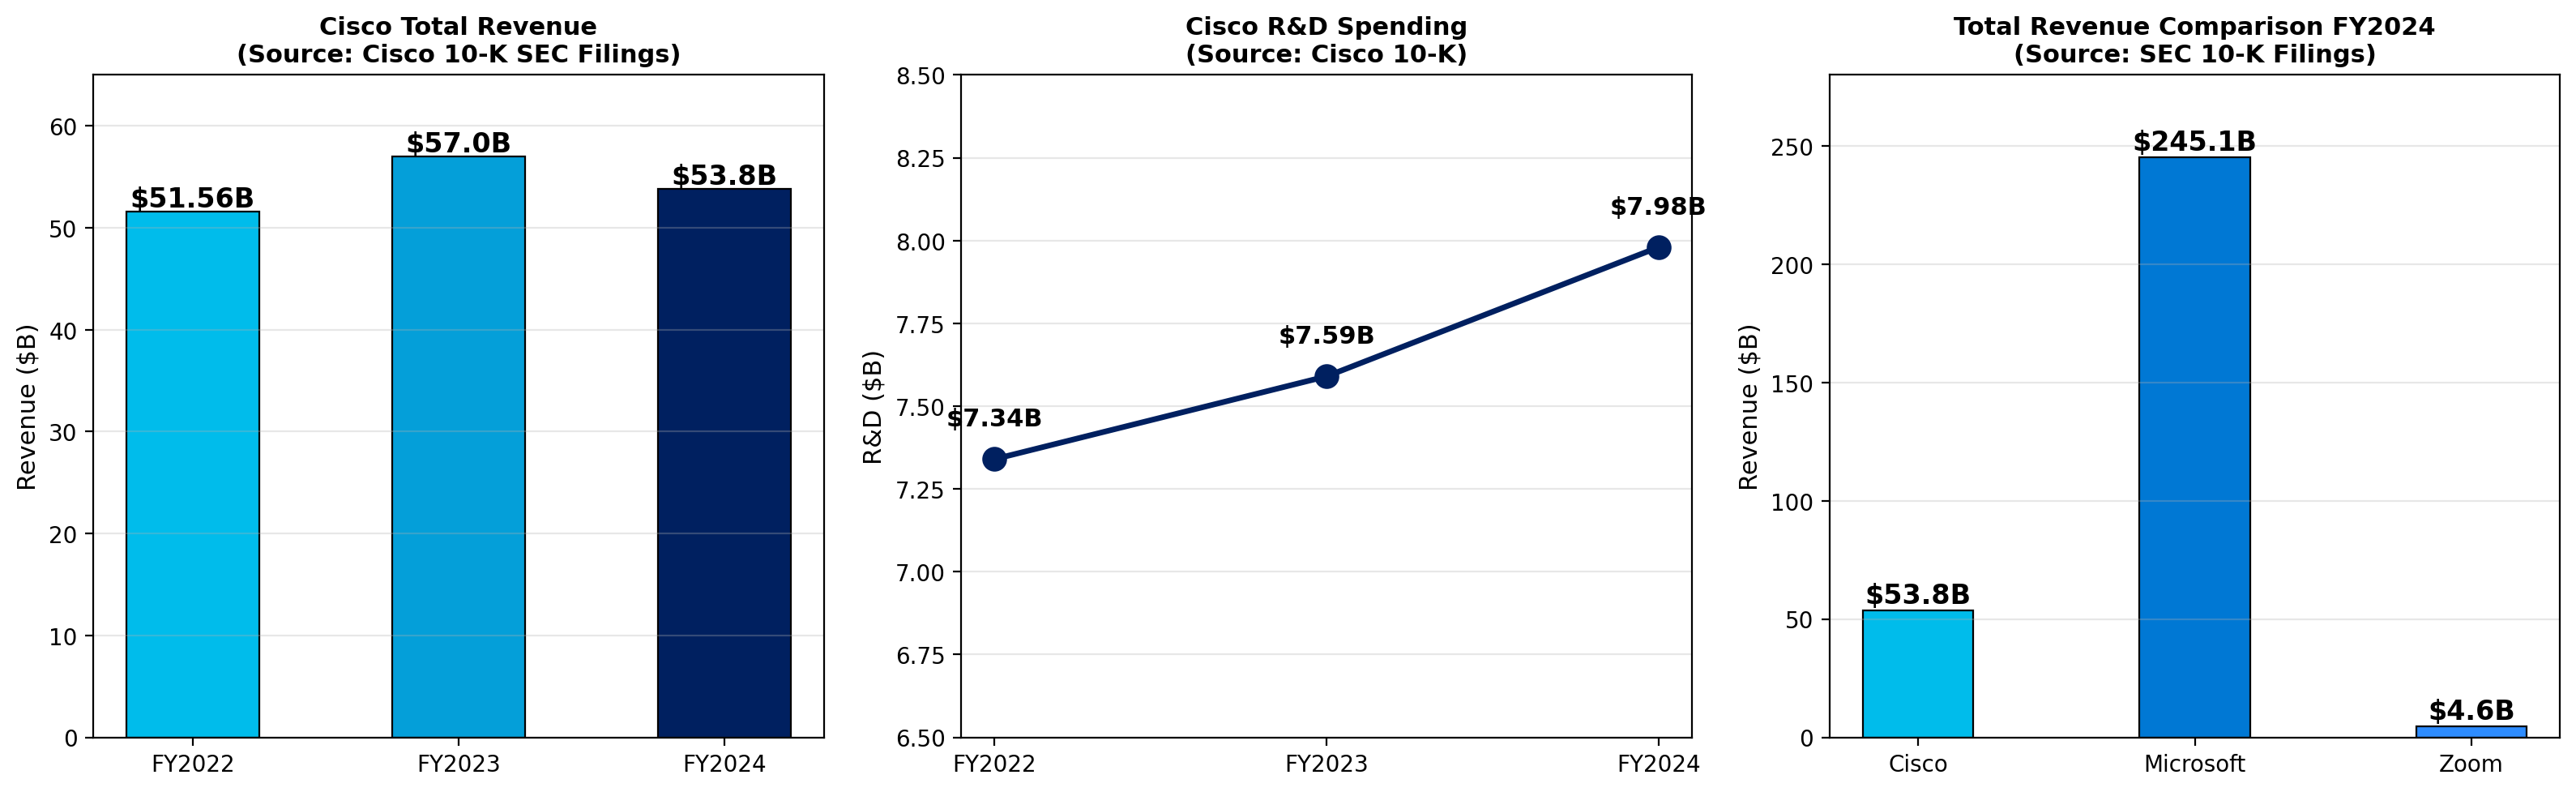 Cisco Total Revenue
(Source: Cisco 10-K SEC Filings)
Revenue ($B)
60
50
40
30
20
10
0
$51.56B
$57.0B
$53.8B
FY2022
FY2023
FY2024
Cisco R&D Spending
(Source: Cisco 10-K)
R&D ($B)
8.50
8.25
8.00
7.75
7.50
7.25
7.00
6.75
6.50
$7.34B
$7.59B
$7.98B
FY2022
FY2023
FY2024
Total Revenue Comparison FY2024
(Source: SEC 10-K Filings)
Revenue ($B)
250
200
150
100
50
0
$53.8B
$245.1B
$4.6B
Cisco
Microsoft
Zoom